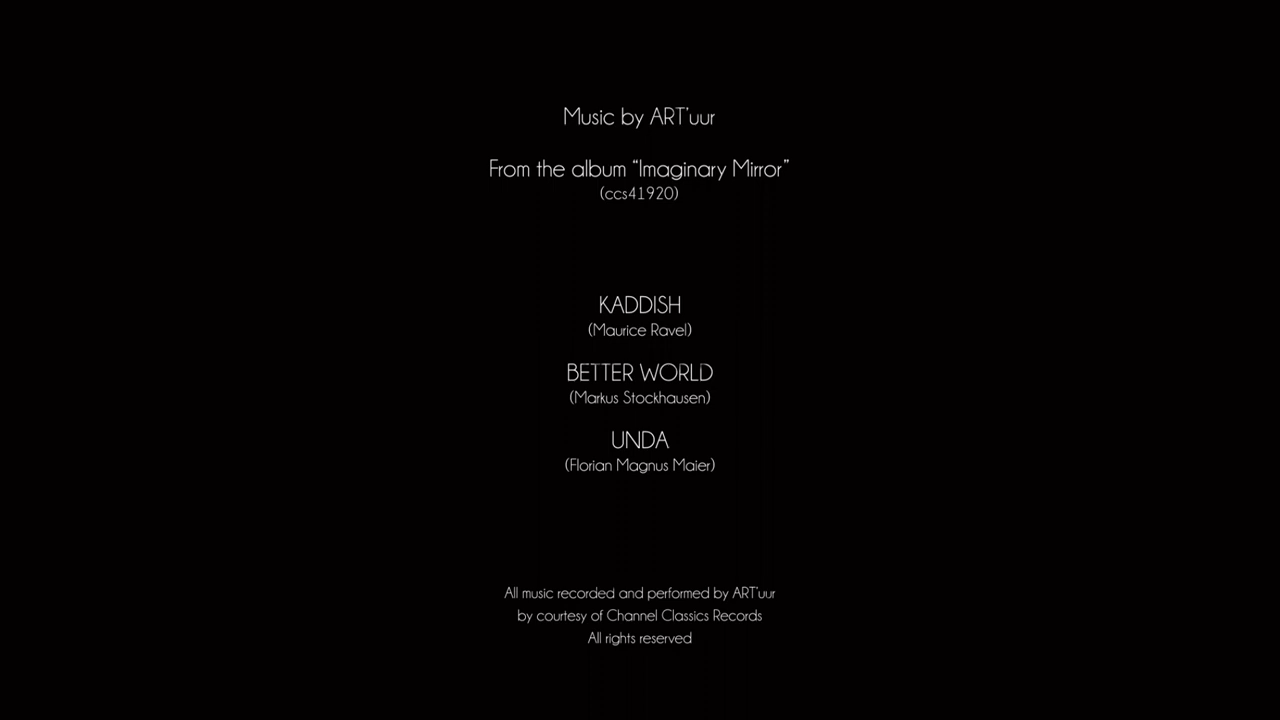 Music by ART'uur
From the album “Imaginary Mirror”
(ccs41920)
KADDISH
(Maurice Ravel)
BETTER WORLD
(Markus Stockhausen)
UNDA
(Florian Magnus Maier)
All music recorded and performed by ART'uur
by courtesy of Channel Classics Records
All rights reserved